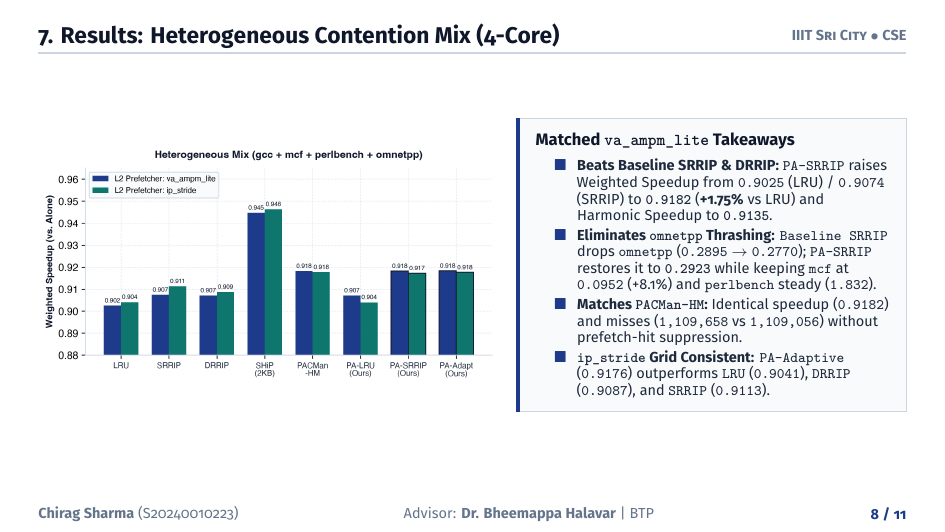 7. Results: Heterogeneous Contention Mix (4-Core)
IIIT Sri City • CSE
Heterogeneous Mix (gcc + mcf + perlbench + omnetpp)
Weighted Speedup (vs. Alone)
0.96
0.95
0.94
0.93
0.92
0.91
0.90
0.89
0.88
L2 Prefetcher: va_ampm_lite
L2 Prefetcher: ip_stride
0.902 0.904
0.907 0.911
0.907 0.909
0.945 0.946
0.918 0.918
0.907 0.904
0.918 0.917
0.918 0.918
LRU
SRRIP
DRRIP
SHiP
(2KB)
PACMan
-HM
PA-LRU
(Ours)
PA-SRRIP
(Ours)
PA-Adapt
(Ours)
Matched va_ampm_lite Takeaways
Beats Baseline SRRIP & DRRIP: PA-SRRIP raises
Weighted Speedup from 0.9025 (LRU) / 0.9074
(SRRIP) to 0.9182 (+1.75% vs LRU) and
Harmonic Speedup to 0.9135.
Eliminates omnetpp Thrashing: Baseline SRRIP
drops omnetpp (0.2895 → 0.2770); PA-SRRIP
restores it to 0.2923 while keeping mcf at
0.0952 (+8.1%) and perlbench steady (1.832).
Matches PACMan-HM: Identical speedup (0.9182)
and misses (1,109,658 vs 1,109,056) without
prefetch-hit suppression.
ip_stride Grid Consistent: PA-Adaptive
(0.9176) outperforms LRU (0.9041), DRRIP
(0.9087), and SRRIP (0.9113).
Chirag Sharma (S20240010223)
Advisor: Dr. Bheemappa Halavar | BTP
8 / 11